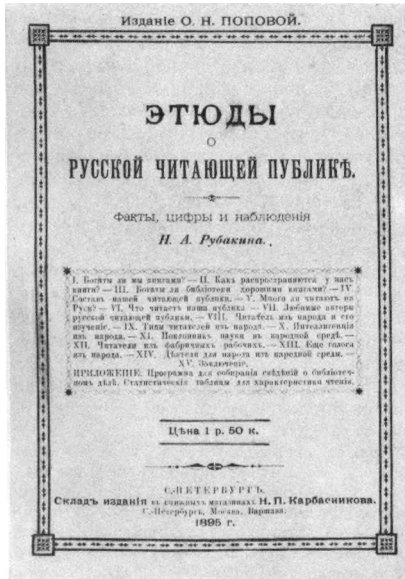 Изданіе О. Н. ПОПОВОЙ.
ЭТЮДЫ
О
РУССКОЙ ЧИТАЮЩЕЙ ПУБЛИКѢ.
Факты, цифры и наблюденія
Н. А. Рубакина.
I. Богаты ли мы книгами? — II. Какъ распространяются у насъ
книги? — III. Богаты ли библіотеки хорошими книгами? — IV.
Составъ нашей читающей публики. — V. Много ли читаютъ на
Руси? — VI. Что читаетъ наша публика. — VII. Любимые авторы
русской читающей публики. — VIII. Читатель изъ народа и его
изученіе. — IX. Типы читателей изъ народа. — X. Интеллигенція
изъ народа. — XI. Поклонникъ науки въ народной средѣ. —
XII. Читатели изъ фабричныхъ рабочихъ. — XIII. Еще голоса
изъ народа. — XIV. Дѣятели для народа изъ народной среды. —
XV. Заключеніе.
ПРИЛОЖЕНІЕ. Программа для собиранія свѣдѣній о библіотеч-
номъ дѣлѣ. Статистическія таблицы для характеристики чтенія.
Цѣна 1 р. 50 к.
С.-ПЕТЕРБУРГЪ.
Складъ изданія въ книжныхъ магазинахъ Н. П. Карбасникова.
С.-Петербургъ, Москва, Варшава.
1895 г.